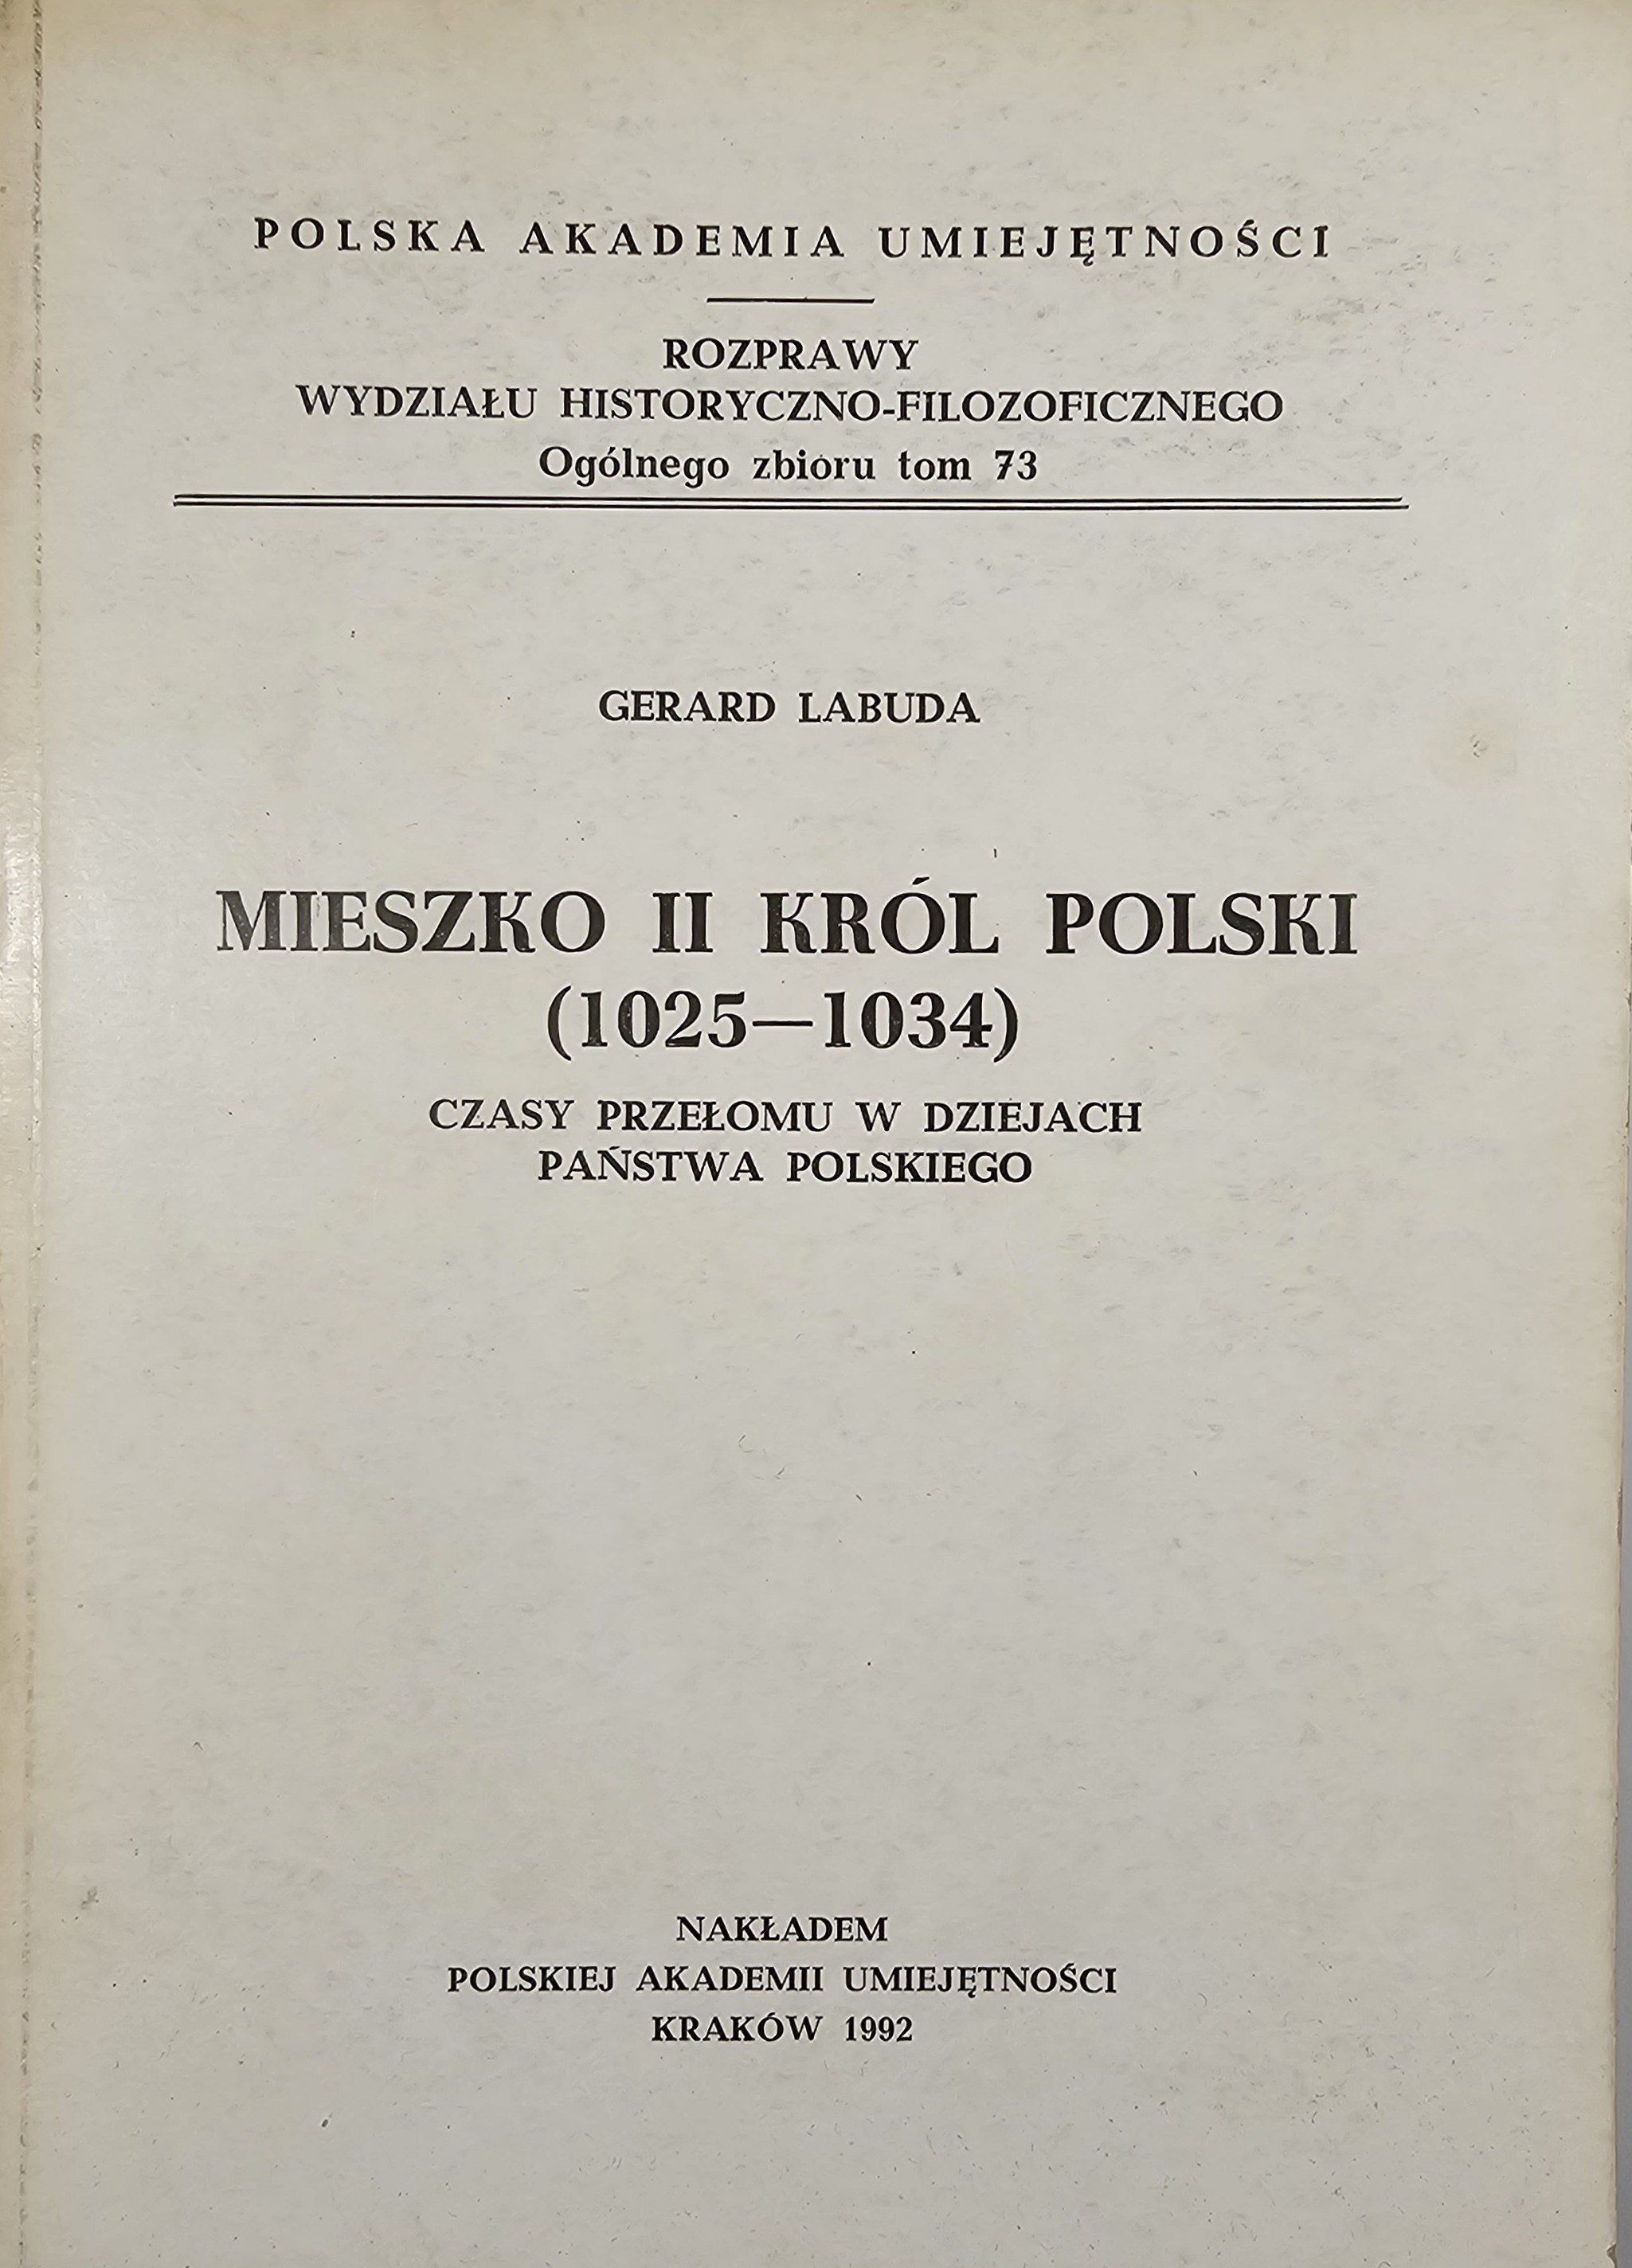 POLSKA AKADEMIA UMIEJĘTNOŚCI
ROZPRAWY
WYDZIAŁU HISTORYCZNO-FILOZOFICZNEGO
Ogólnego zbioru tom 73
GERARD LABUDA
MIESZKO II KRÓL POLSKI
(1025—1034)
CZASY PRZEŁOMU W DZIEJACH
PAŃSTWA POLSKIEGO
NAKŁADEM
POLSKIEJ AKADEMII UMIEJĘTNOŚCI
KRAKÓW 1992